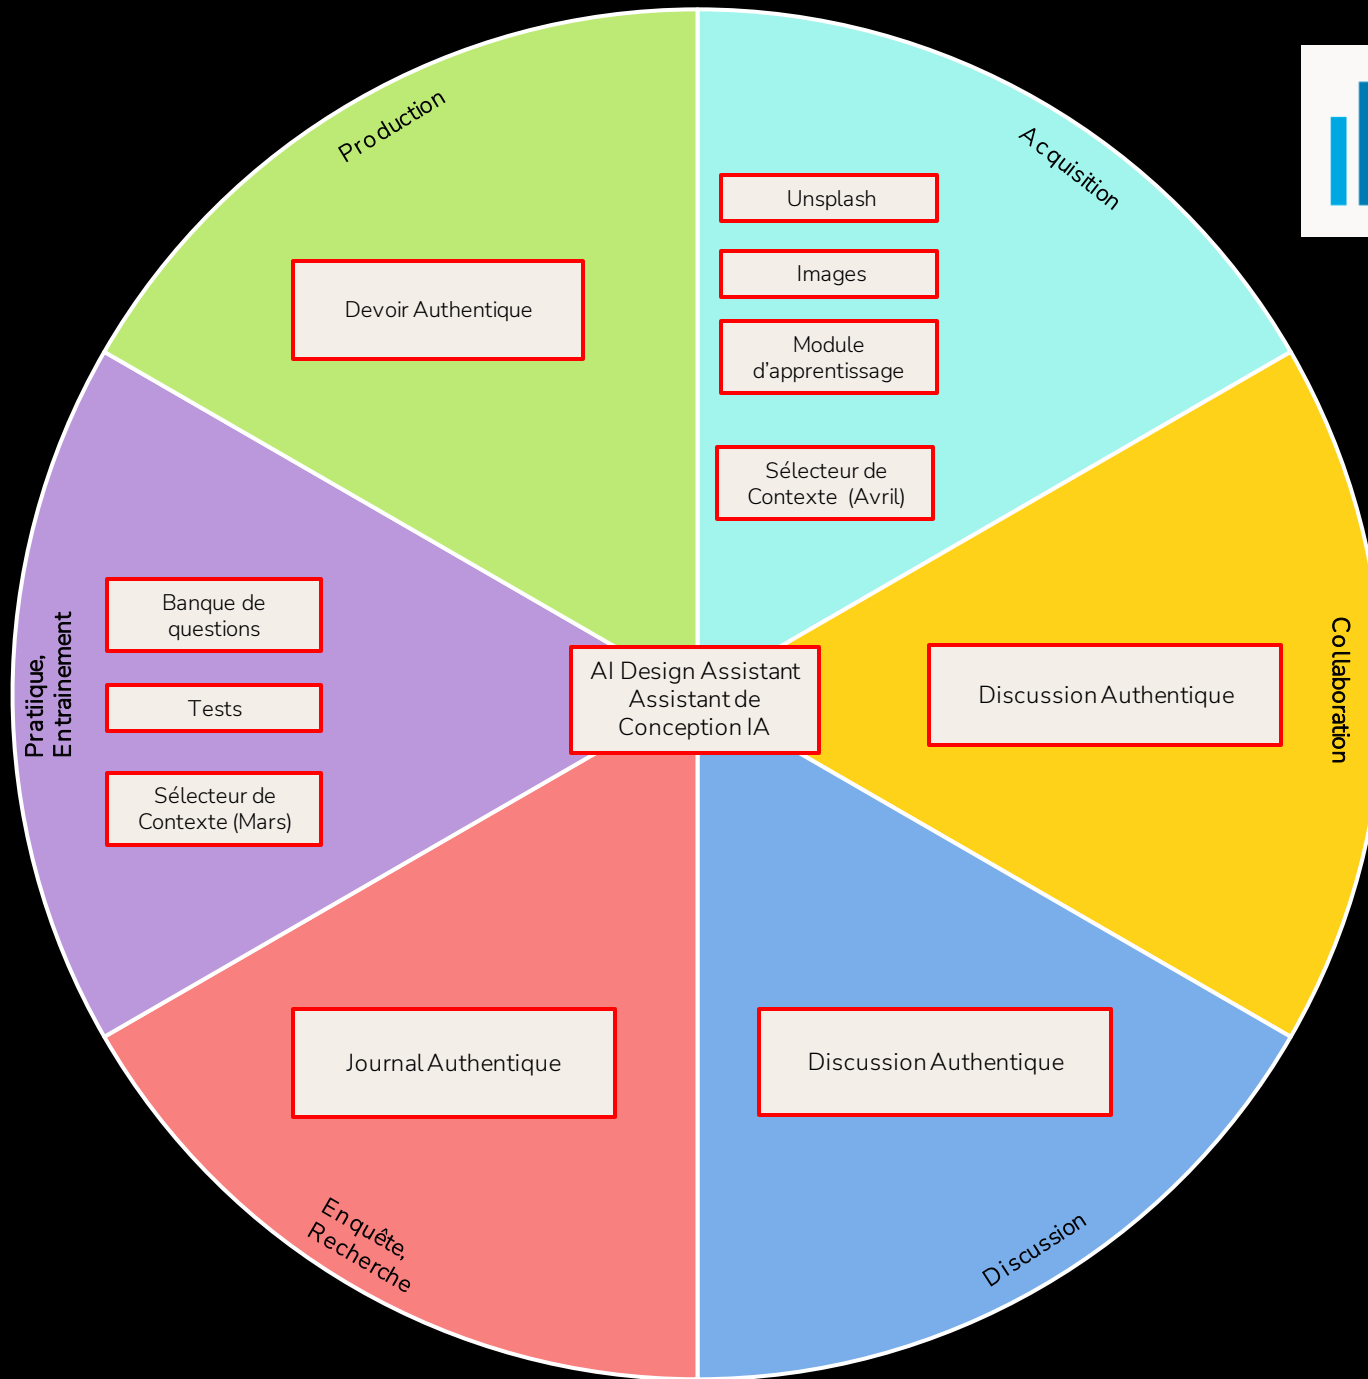 Production
Acquisition
Unsplash
Images
Module
d’apprentissage
Sélecteur de
Contexte (Avril)
Devoir Authentique
Banque de
questions
Tests
Sélecteur de
Contexte (Mars)
Pratiique,
Entrainement
AI Design Assistant
Assistant de
Conception IA
Discussion Authentique
Collaboration
Journal Authentique
Discussion Authentique
Enquête,
Recherche
Discussion